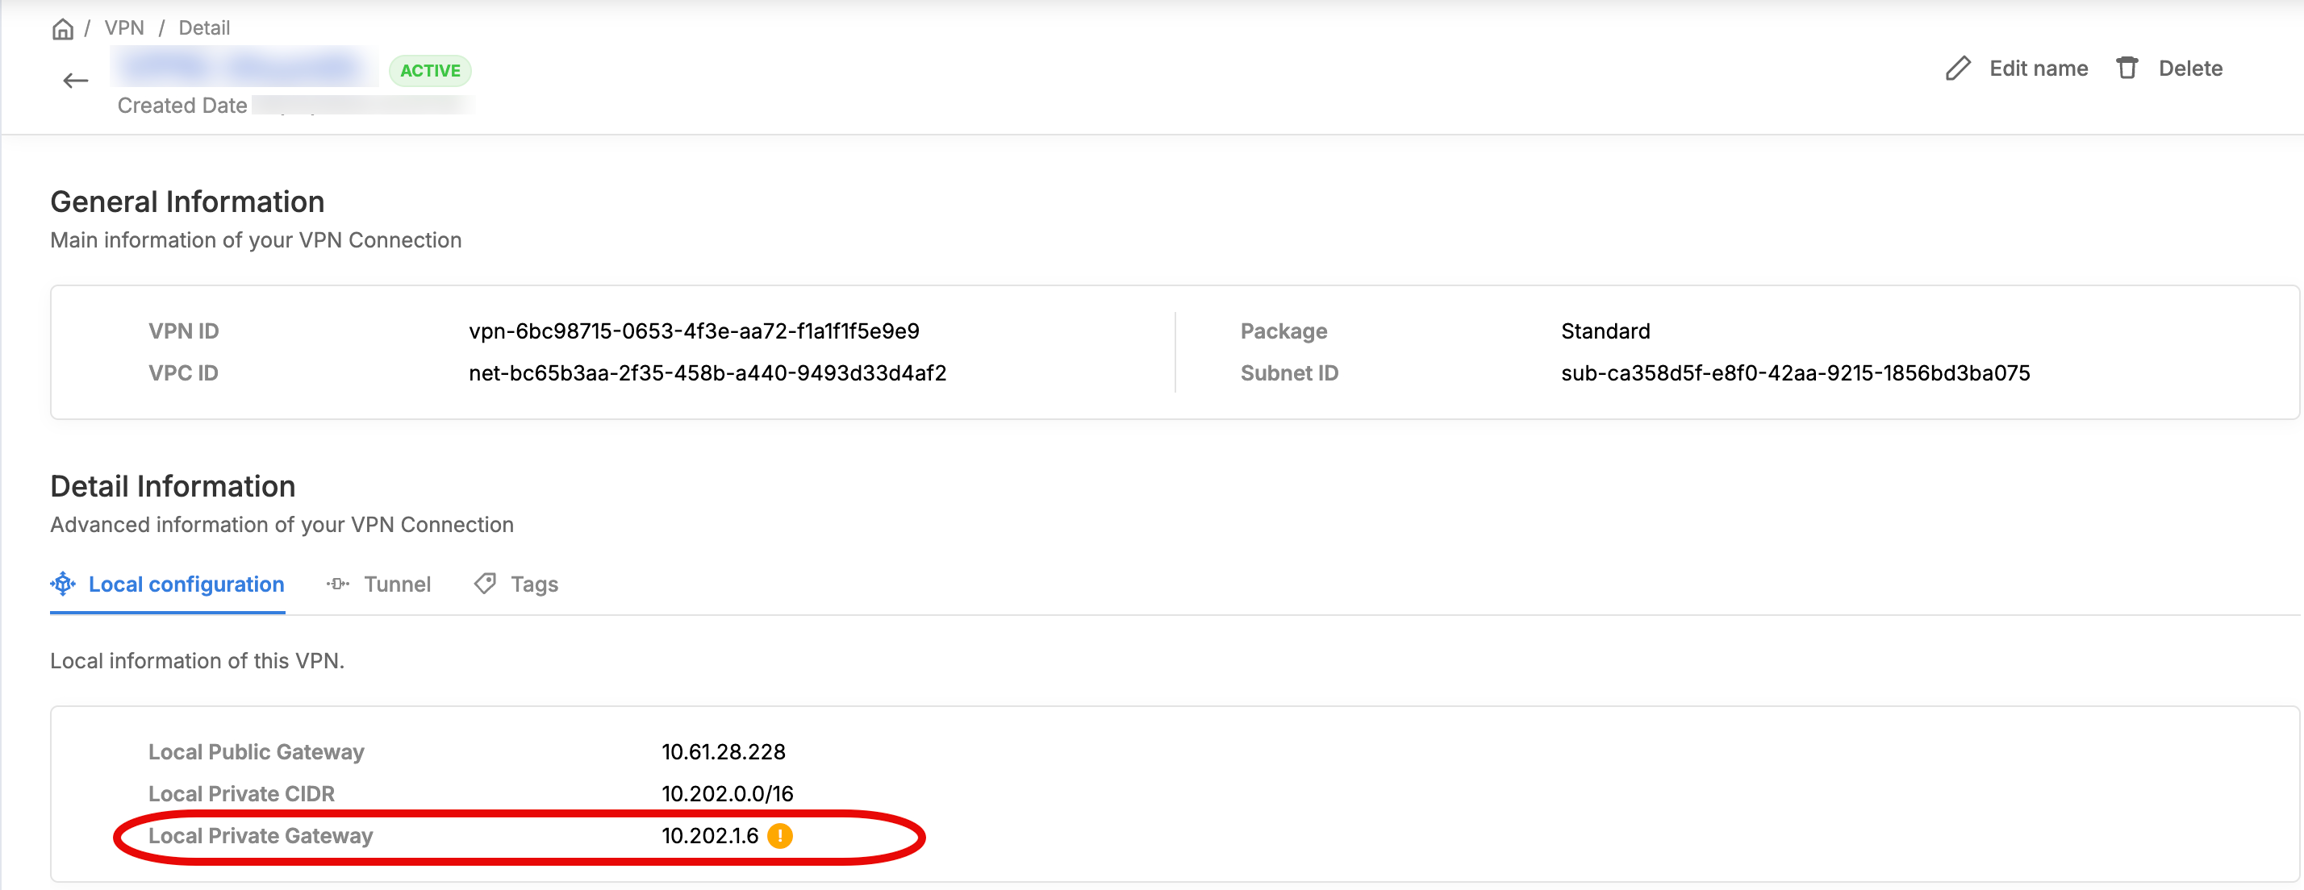 / VPN / Detail
ACTIVE
Created Date
Edit name
Delete
General Information
Main information of your VPN Connection
VPN ID vpn-6bc98715-0653-4f3e-aa72-f1a1f1f5e9e9
VPC ID net-bc65b3aa-2f35-458b-a440-9493d33d4af2
Package Standard
Subnet ID sub-ca358d5f-e8f0-42aa-9215-1856bd3ba075
Detail Information
Advanced information of your VPN Connection
Local configuration Tunnel Tags
Local information of this VPN.
Local Public Gateway 10.61.28.228
Local Private CIDR 10.202.0.0/16
Local Private Gateway 10.202.1.6 !